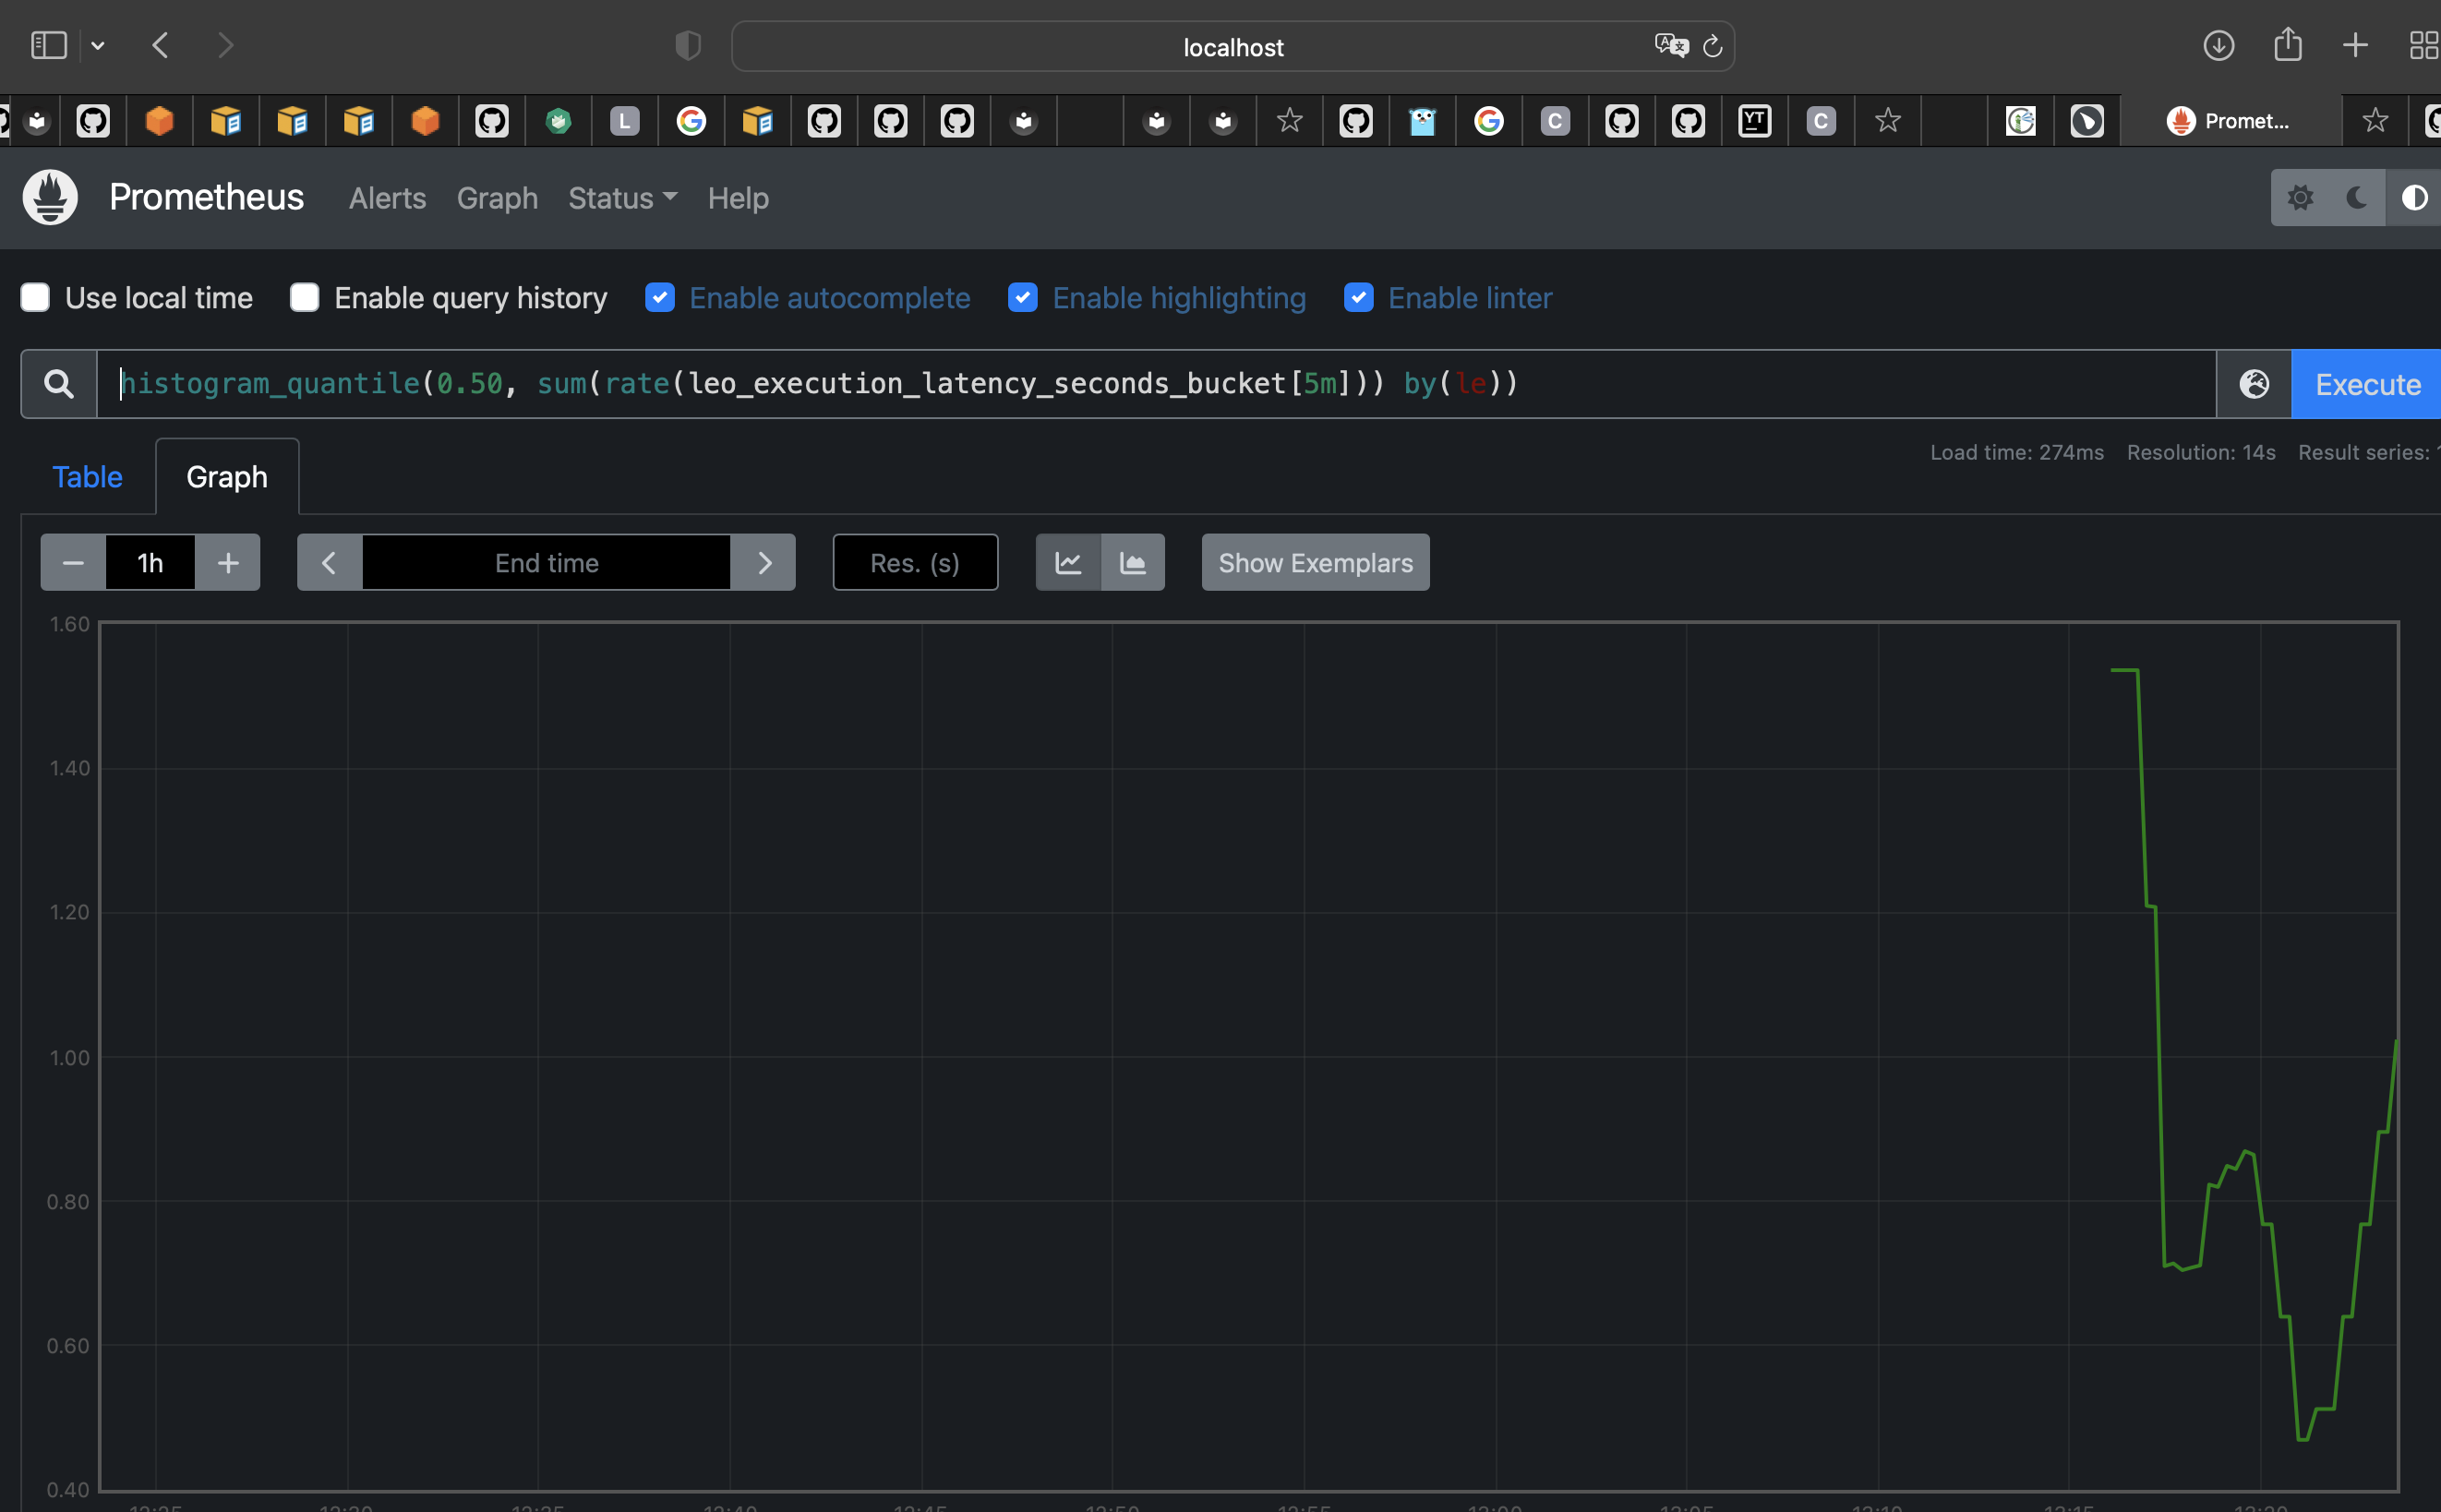 localhost
L
C
YT
C
Promet...
Prometheus Alerts Graph Status Help
Use local time Enable query history Enable autocomplete Enable highlighting Enable linter
histogram_quantile(0.50, sum(rate(leo_execution_latency_seconds_bucket[5m])) by(le)) Execute
Load time: 274ms Resolution: 14s Result series:
Table Graph
1h End time Res. (s) Show Exemplars
1.60
1.40
1.20
1.00
0.80
0.60
0.40